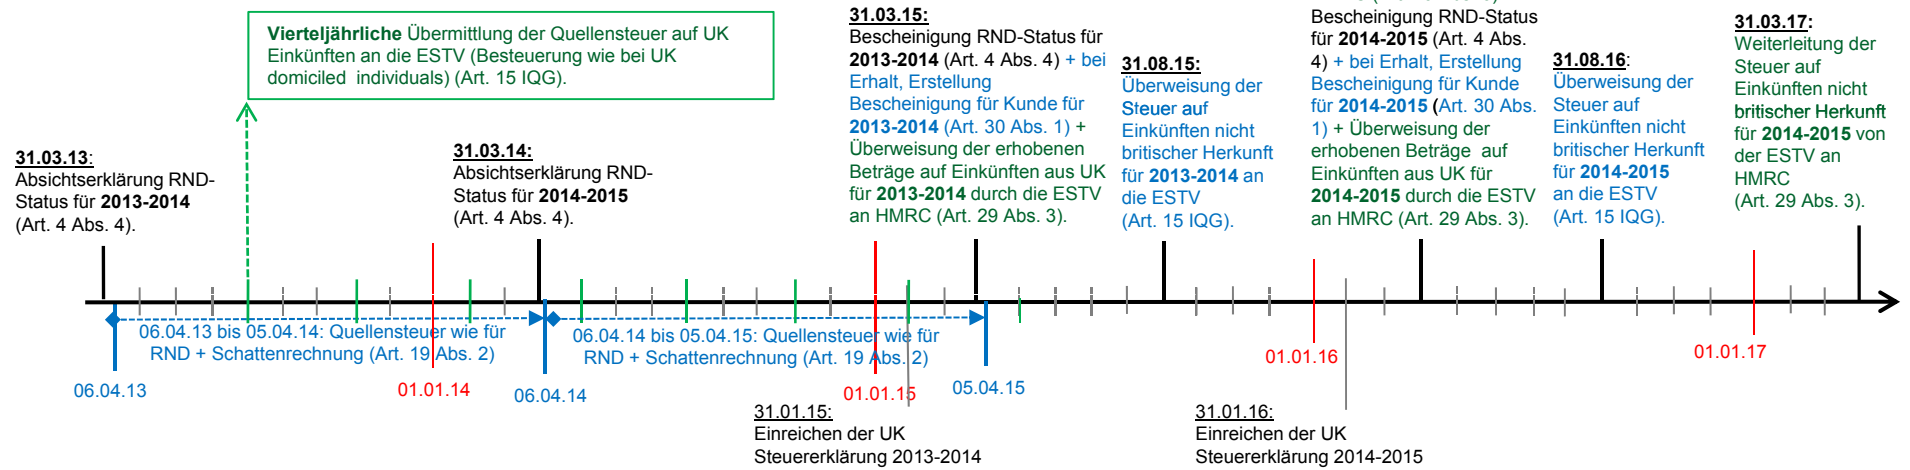 Vierteljährliche Übermittlung der Quellensteuer auf UK
Einkünften an die ESTV (Besteuerung wie bei UK
domiciled individuals) (Art. 15 IQG).
31.03.13:
Absichtserklärung RND-
Status für 2013-2014
(Art. 4 Abs. 4).
31.03.14:
Absichtserklärung RND-
Status für 2014-2015
(Art. 4 Abs. 4).
31.03.15:
Bescheinigung RND-Status für
2013-2014 (Art. 4 Abs. 4) + bei
Erhalt, Erstellung
Bescheinigung für Kunde für
2013-2014 (Art. 30 Abs. 1) +
Überweisung der erhobenen
Beträge auf Einkünften aus UK
für 2013-2014 durch die ESTV
an HMRC (Art. 29 Abs. 3).
31.08.15:
Überweisung der
Steuer auf
Einkünften nicht
britischer Herkunft
für 2013-2014 an
die ESTV
(Art. 15 IQG).
Bescheinigung RND-Status
für 2014-2015 (Art. 4 Abs.
4) + bei Erhalt, Erstellung
Bescheinigung für Kunde
für 2014-2015 (Art. 30 Abs.
1) + Überweisung der
erhobenen Beträge auf
Einkünften aus UK für
2014-2015 durch die ESTV
an HMRC (Art. 29 Abs. 3).
31.08.16:
Überweisung der
Steuer auf
Einkünften nicht
britischer Herkunft
für 2014-2015
an die ESTV
(Art. 15 IQG).
31.03.17:
Weiterleitung der
Steuer auf
Einkünften nicht
britischer Herkunft
für 2014-2015 von
der ESTV an
HMRC
(Art. 29 Abs. 3).
06.04.13 bis 05.04.14: Quellensteuer wie für
RND + Schattenrechnung (Art. 19 Abs. 2)
06.04.14 bis 05.04.15: Quellensteuer wie für
RND + Schattenrechnung (Art. 19 Abs. 2)
06.04.13
01.01.14
06.04.14
01.01.15
05.04.15
01.01.16
01.01.17
31.01.15:
Einreichen der UK
Steuererklärung 2013-2014
31.01.16:
Einreichen der UK
Steuererklärung 2014-2015